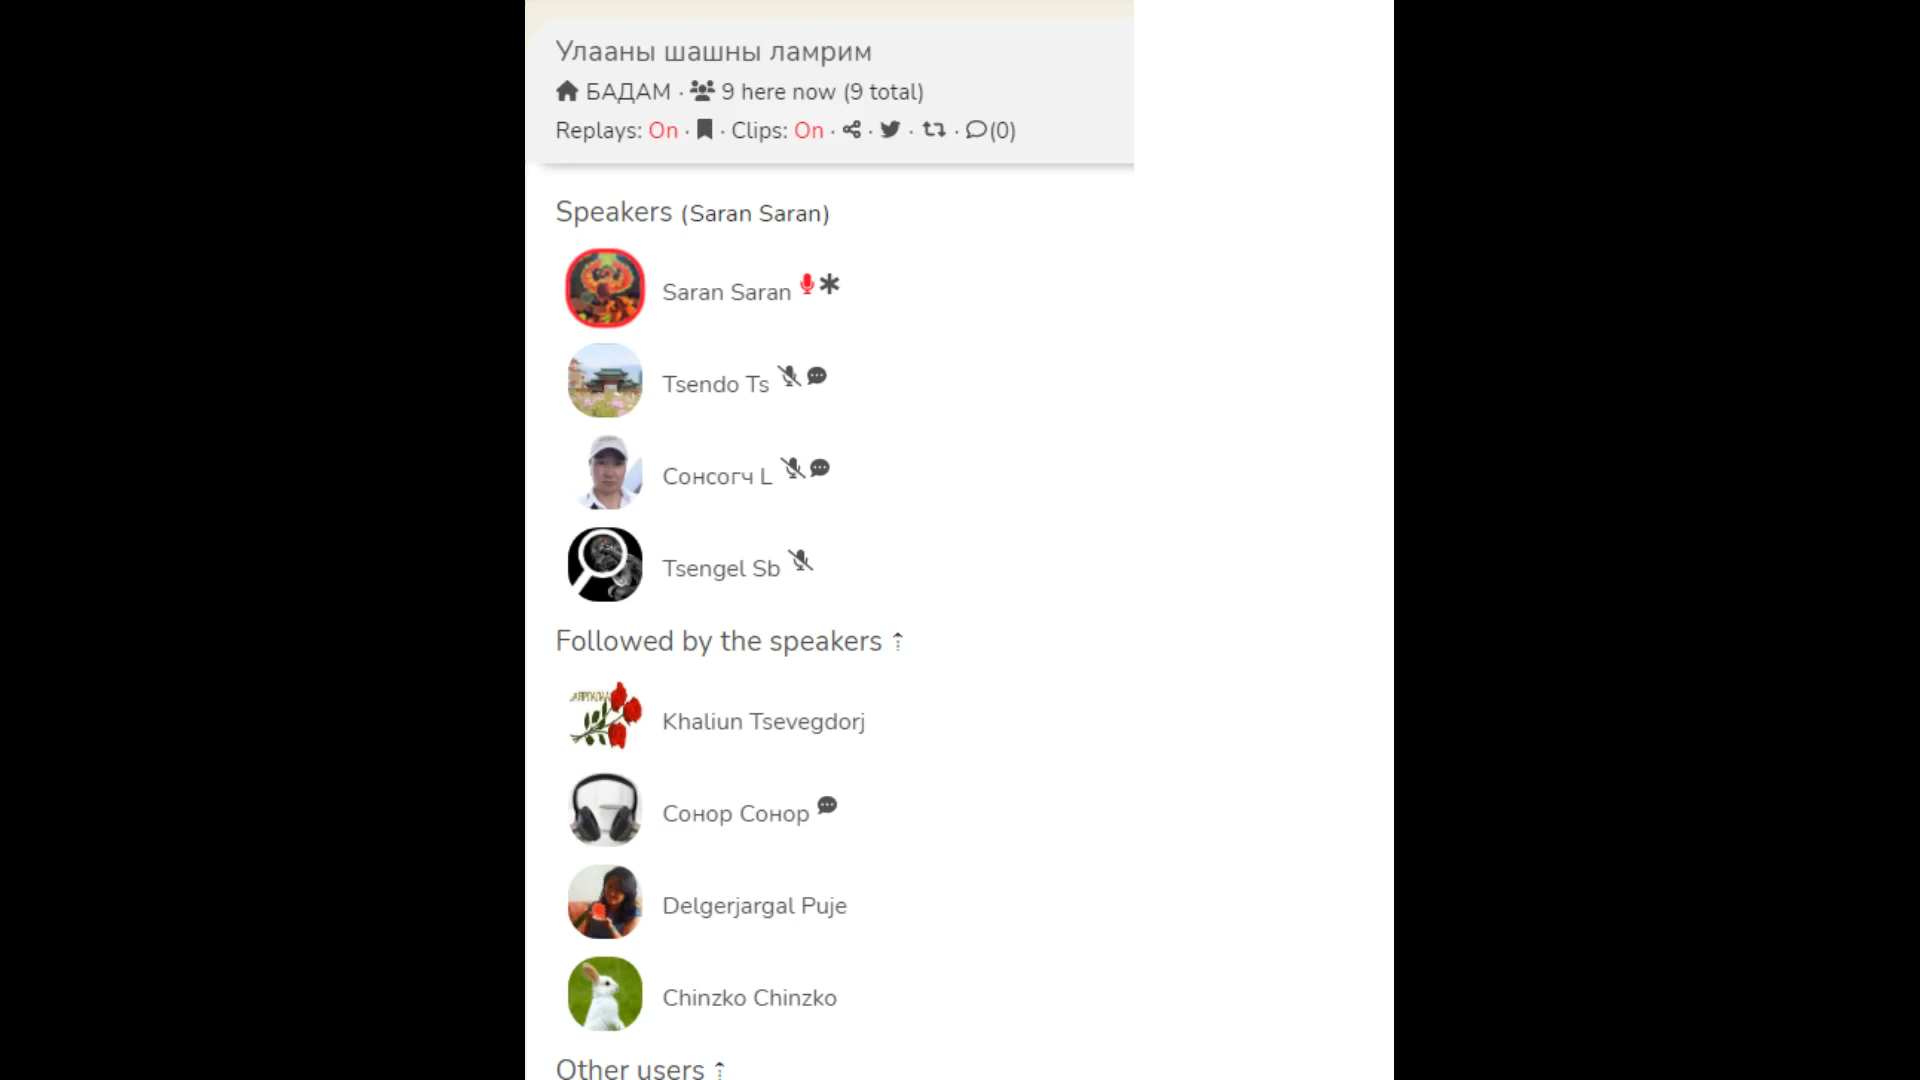 Улааны шашны ламрим
БАДАМ · 9 here now (9 total)
Replays: On · · Clips: On · · · · (0)
Speakers (Saran Saran)
Saran Saran
Tsendo Ts
Сонсогч L
Tsengel Sb
Followed by the speakers
Khaliun Tsevegdorj
Сонор Сонор
Delgerjargal Puje
Chinzko Chinzko
Other users